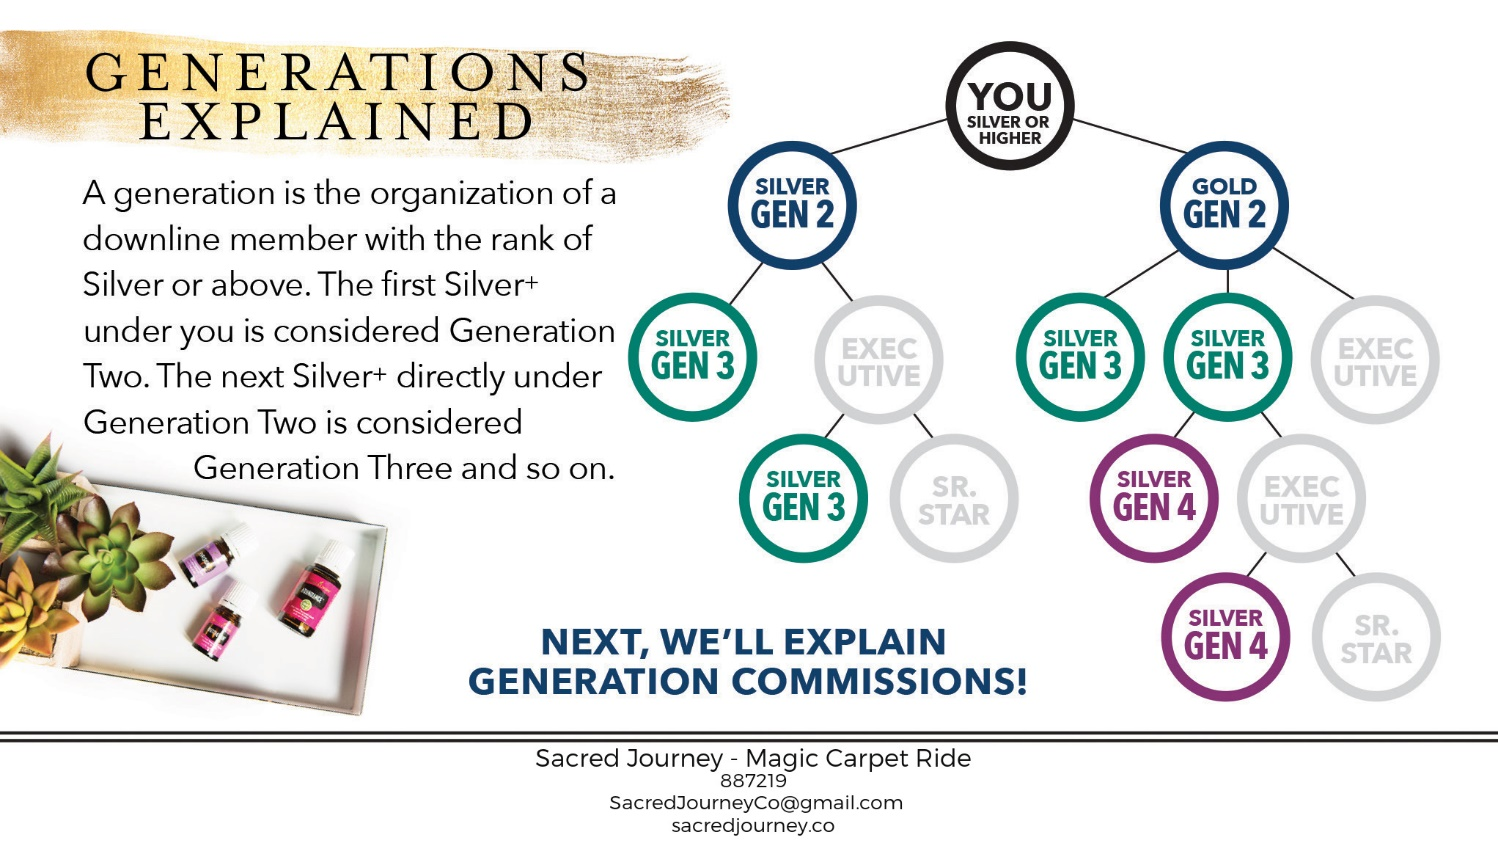 GENERATIONS
EXPLAINED
A generation is the organization of a
downline member with the rank of
Silver or above. The first Silver+
under you is considered Generation
Two. The next Silver+ directly under
Generation Two is considered
Generation Three and so on.
YOU
SILVER OR
HIGHER
SILVER
GEN 2
GOLD
GEN 2
SILVER
GEN 3
EXEC
UTIVE
SILVER
GEN 3
SILVER
GEN 3
EXEC
UTIVE
SILVER
GEN 3
SR.
STAR
SILVER
GEN 4
EXEC
UTIVE
SILVER
GEN 4
SR.
STAR
NEXT, WE’LL EXPLAIN
GENERATION COMMISSIONS!
Sacred Journey - Magic Carpet Ride
887219
SacredJourneyCo@gmail.com
sacredjourney.co